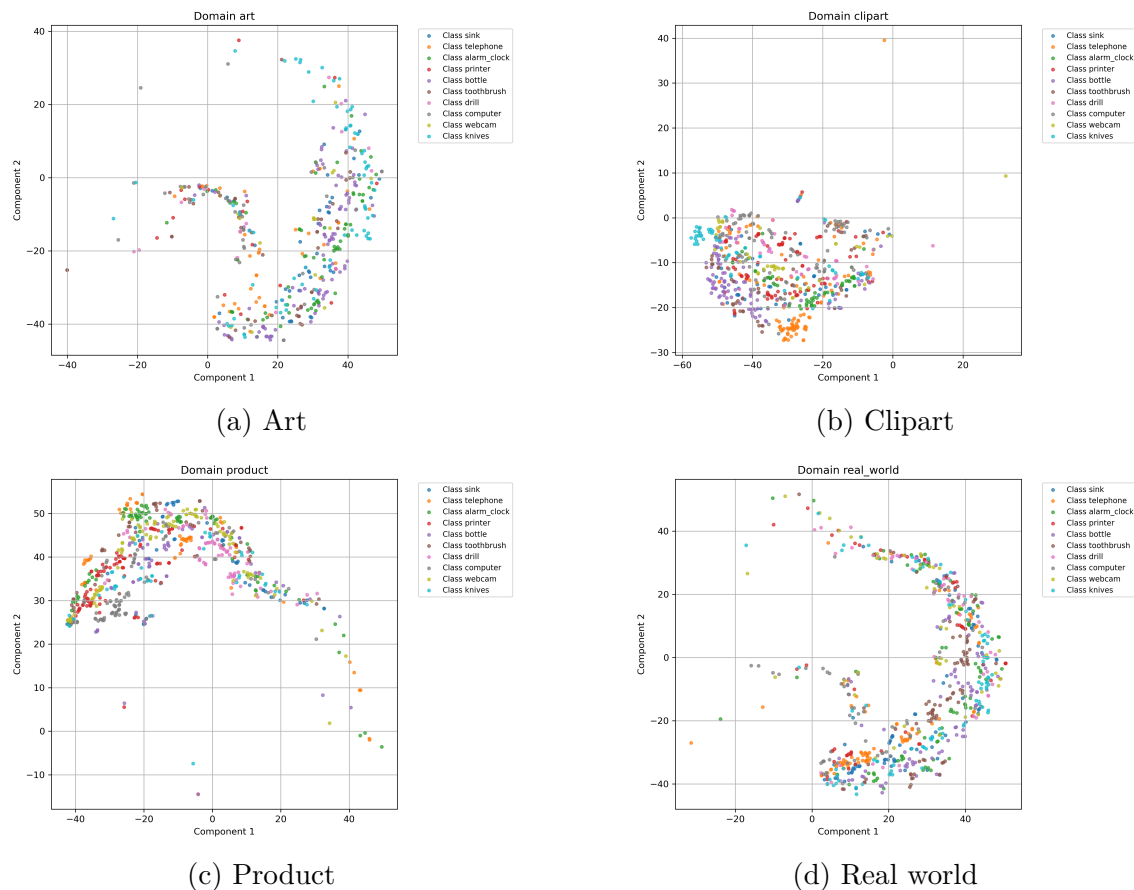 Domain art
40
20
0
−20
−40
−40
−20
0
20
40
Component 2
Component 1
Class sink
Class telephone
Class alarm_clock
Class printer
Class bottle
Class toothbrush
Class drill
Class computer
Class webcam
Class knives
(a) Art
Domain clipart
40
30
20
10
0
−10
−20
−30
−60
−40
−20
0
20
Component 2
Component 1
Class sink
Class telephone
Class alarm_clock
Class printer
Class bottle
Class toothbrush
Class drill
Class computer
Class webcam
Class knives
(b) Clipart
Domain product
50
40
30
20
10
0
−10
−40
−20
0
20
40
Component 2
Component 1
Class sink
Class telephone
Class alarm_clock
Class printer
Class bottle
Class toothbrush
Class drill
Class computer
Class webcam
Class knives
(c) Product
Domain real_world
40
20
0
−20
−40
−20
0
20
40
Component 2
Component 1
Class sink
Class telephone
Class alarm_clock
Class printer
Class bottle
Class toothbrush
Class drill
Class computer
Class webcam
Class knives
(d) Real world